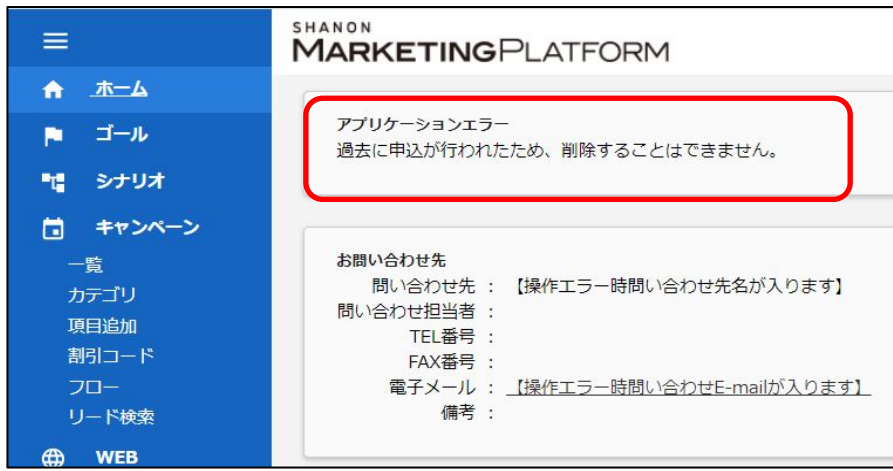 SHANON
MARKETINGPLATFORM
ホーム
ゴール
シナリオ
キャンペーン
一覧
カテゴリ
項目追加
割引コード
フロー
リード検索
WEB
アプリケーションエラー
過去に申込が行われたため、削除することはできません。
お問い合わせ先
問い合わせ先 : 【操作エラー時問い合わせ先名が入ります】
問い合わせ担当者 :
TEL番号 :
FAX番号 :
電子メール : 【操作エラー時問い合わせE-mailが入ります】
備考 :